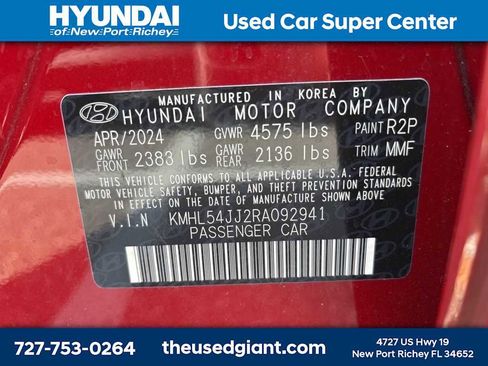 HYUNDAI
of New Port Richey
Used Car Super Center
MANUFACTURED IN KOREA BY
HYUNDAI MOTOR COMPANY
APR/2024 GVWR 4575 lbs PAINT R2P
GAWR FRONT 2383 lbs GAWR REAR 2136 lbs TRIM MMF
THIS VEHICLE CONFORMS TO ALL APPLICABLE U.S.A. FEDERAL
MOTOR VEHICLE SAFETY, BUMPER, AND THEFT PREVENTION STANDARDS
IN EFFECT ON THE DATE OF MANUFACTURE SHOWN ABOVE.
V.I.N KMHL54JJ2RA092941
PASSENGER CAR
727-753-0264
theusedgiant.com
4727 US Hwy 19
New Port Richey FL 34652